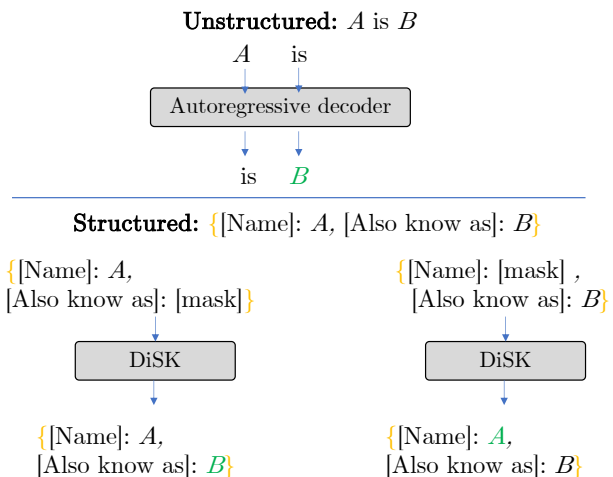 Unstructured: A is B
A is
Autoregressive decoder
is B
Structured: {[Name]: A, [Also know as]: B}
{[Name]: A,
[Also know as]: [mask]}
DiSK
{[Name]: A,
[Also know as]: B}
{[Name]: [mask] ,
[Also know as]: B}
DiSK
{[Name]: A,
[Also know as]: B}